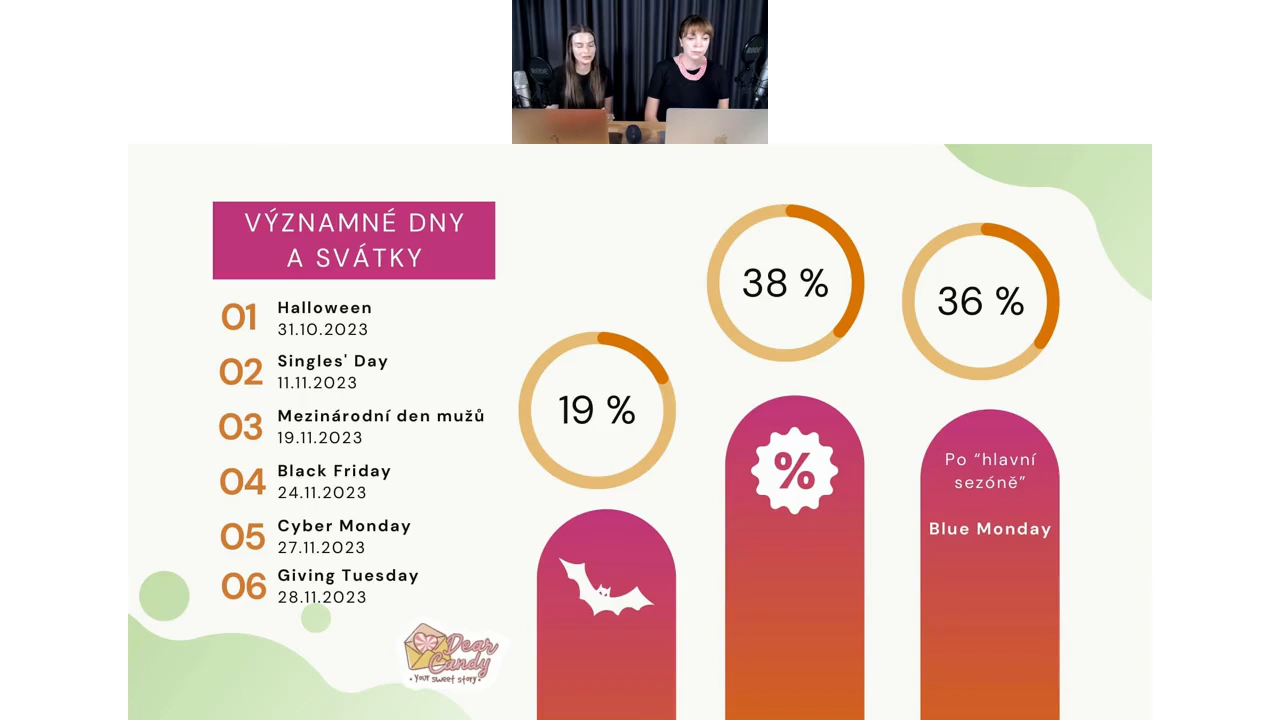 VÝZNAMNÉ DNY
A SVÁTKY
01
Halloween
31.10.2023
02
Singles' Day
11.11.2023
03
Mezinárodní den mužů
19.11.2023
04
Black Friday
24.11.2023
05
Cyber Monday
27.11.2023
06
Giving Tuesday
28.11.2023
Dear
Candy
• Your sweet story •
19 %
38 %
%
36 %
Po “hlavní
sezóně”
Blue Monday